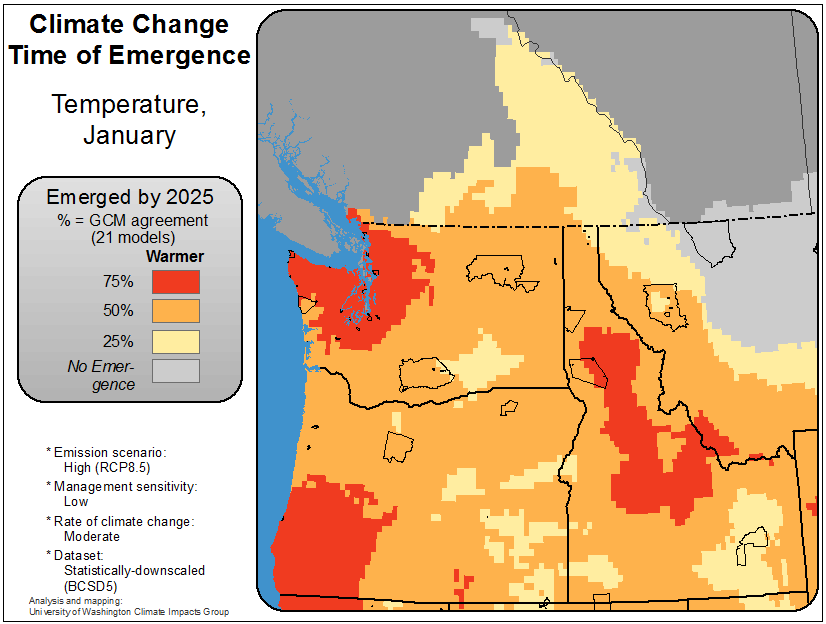 Climate Change
Time of Emergence
Temperature,
January
Emerged by 2025
% = GCM agreement
(21 models)
Warmer
75%
50%
25%
No Emer-
gence
* Emission scenario:
High (RCP8.5)
* Management sensitivity:
Low
* Rate of climate change:
Moderate
* Dataset:
Statistically-downscaled
(BCSD5)
Analysis and mapping:
University of Washington Climate Impacts Group